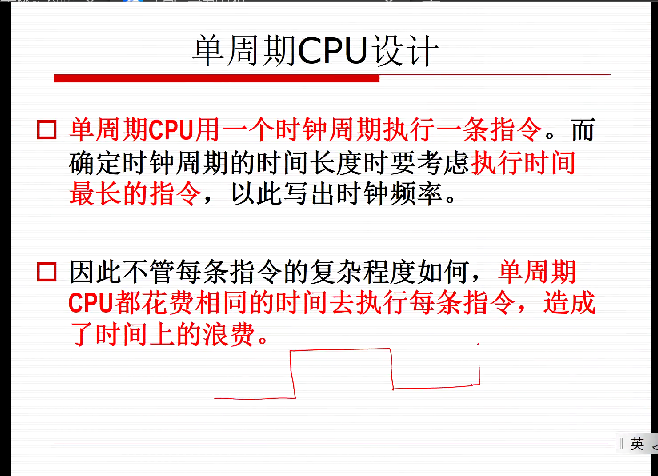 单周期CPU设计
单周期CPU用一个时钟周期执行一条指令。而
确定时钟周期的时间长度时要考虑执行时间
最长的指令，以此写出时钟频率。
因此不管每条指令的复杂程度如何，单周期
CPU都花费相同的时间去执行每条指令，造成
了时间上的浪费。
英